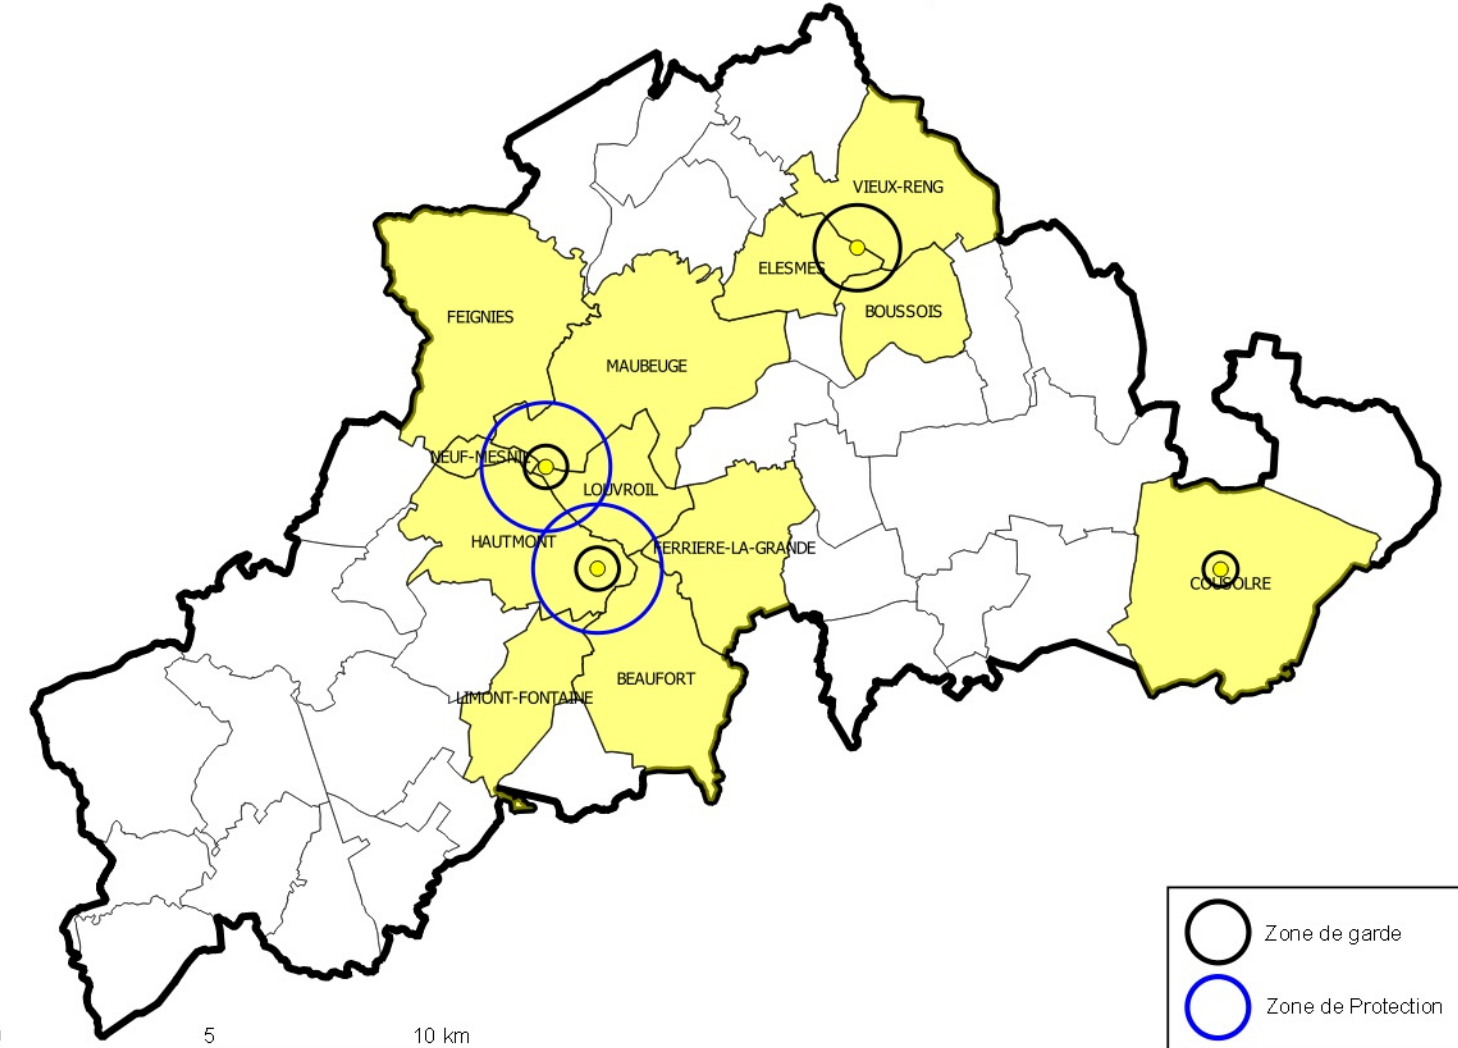 VIEUX-RENG
ELESMES
BOUSSOIS
FEIGNIES
MAUBEUGE
NEUF-MESNIL
LOUVROIL
HAUTMONT
FERRIERE-LA-GRANDE
COUSOLRE
BEAUFORT
LIMONT-FONTAINE
Zone de garde
Zone de Protection
5 10 km